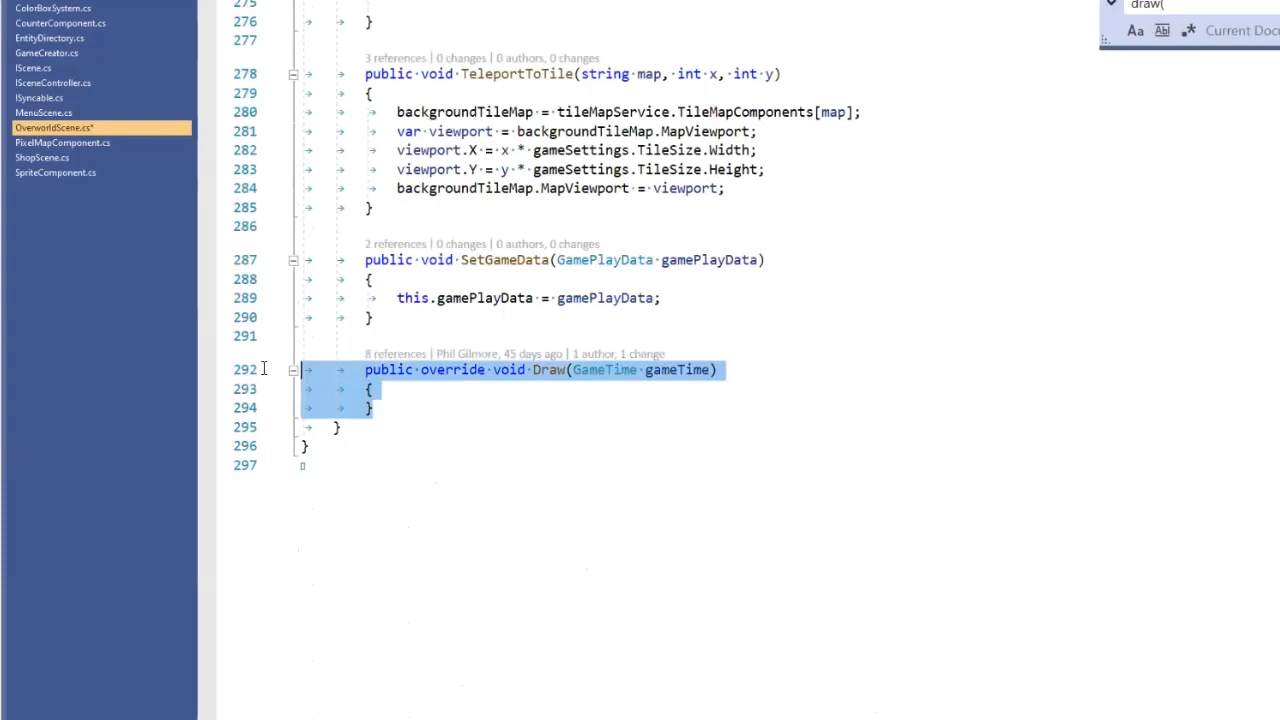 ColorBoxSystem.cs
CounterComponent.cs
EntityDirectory.cs
GameCreator.cs
IScene.cs
ISceneController.cs
ISyncable.cs
MenuScene.cs
OverworldScene.cs*
PixelMapComponent.cs
ShopScene.cs
SpriteComponent.cs
draw(
Aa Ab .* Current Doc
275
276 }
277
3 references | 0 changes | 0 authors, 0 changes
278 public void TeleportToTile(string map, int x, int y)
279 {
280 backgroundTileMap = tileMapService.TileMapComponents[map];
281 var viewport = backgroundTileMap.MapViewport;
282 viewport.X = x * gameSettings.TileSize.Width;
283 viewport.Y = y * gameSettings.TileSize.Height;
284 backgroundTileMap.MapViewport = viewport;
285 }
286
2 references | 0 changes | 0 authors, 0 changes
287 public void SetGameData(GamePlayData gamePlayData)
288 {
289 this.gamePlayData = gamePlayData;
290 }
291
8 references | Phil Gilmore, 45 days ago | 1 author, 1 change
292 public override void Draw(GameTime gameTime)
293 {
294 }
295 }
296 }
297